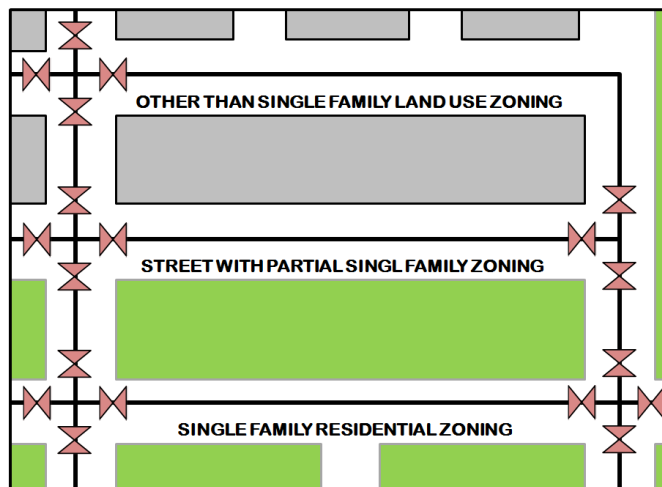 OTHER THAN SINGLE FAMILY LAND USE ZONING
STREET WITH PARTIAL SINGL FAMILY ZONING
SINGLE FAMILY RESIDENTIAL ZONING